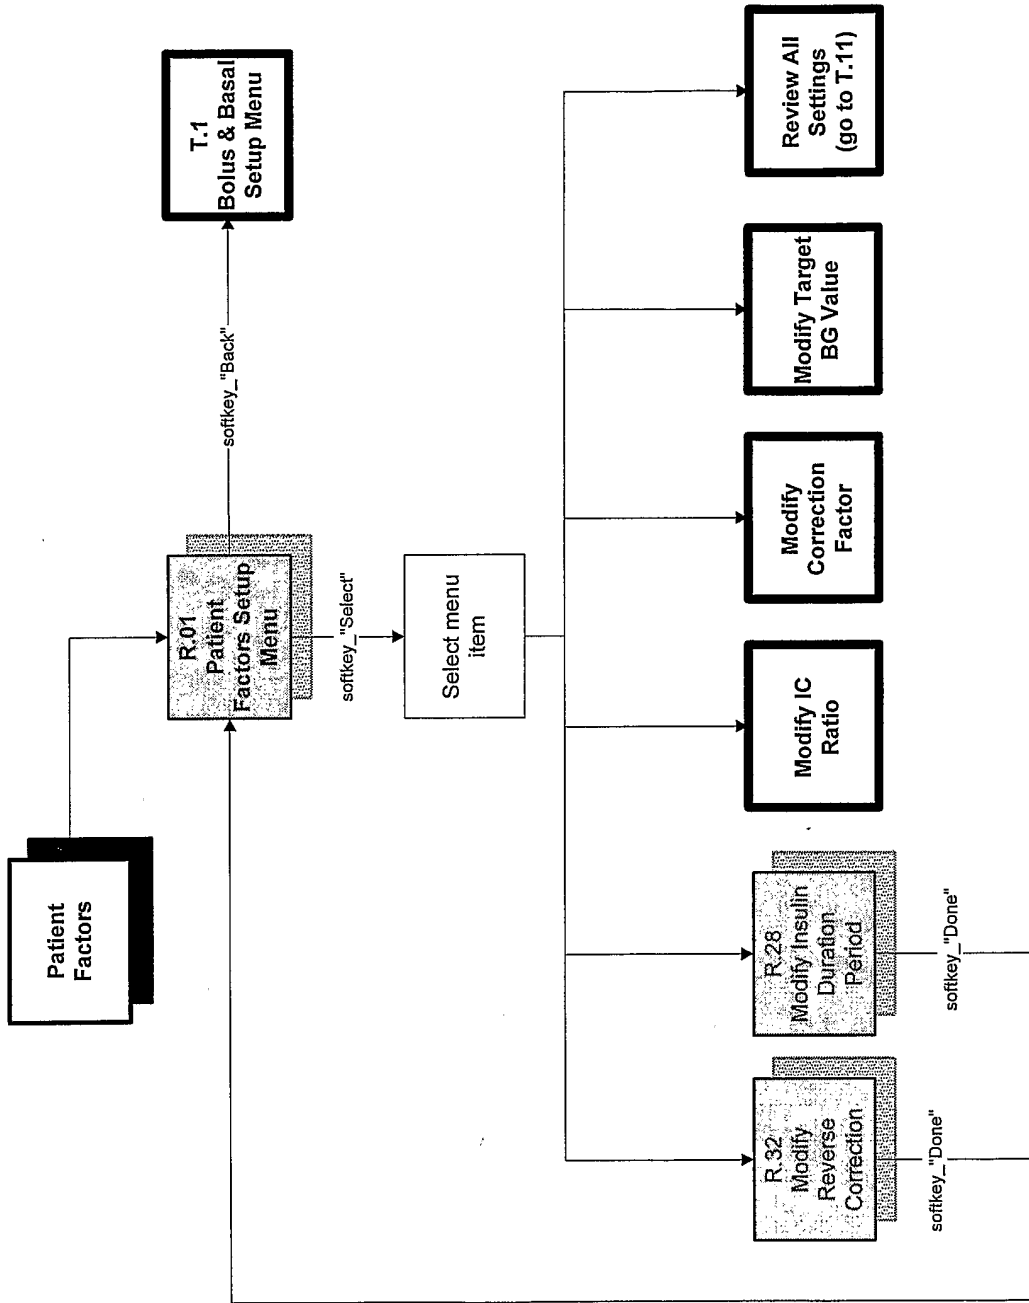 Patient
Factors
R.01
Patient
Factors Setup
Menu
softkey_"Back"
T.1
Bolus & Basal
Setup Menu
softkey_"Select"
Select menu
item
R.32
Modify
Reverse
Correction
R.28
Modify Insulin
Duration
Period
Modify IC
Ratio
Modify
Correction
Factor
Modify Target
BG Value
Review All
Settings
(go to T.11)
softkey_"Done"
softkey_"Done"